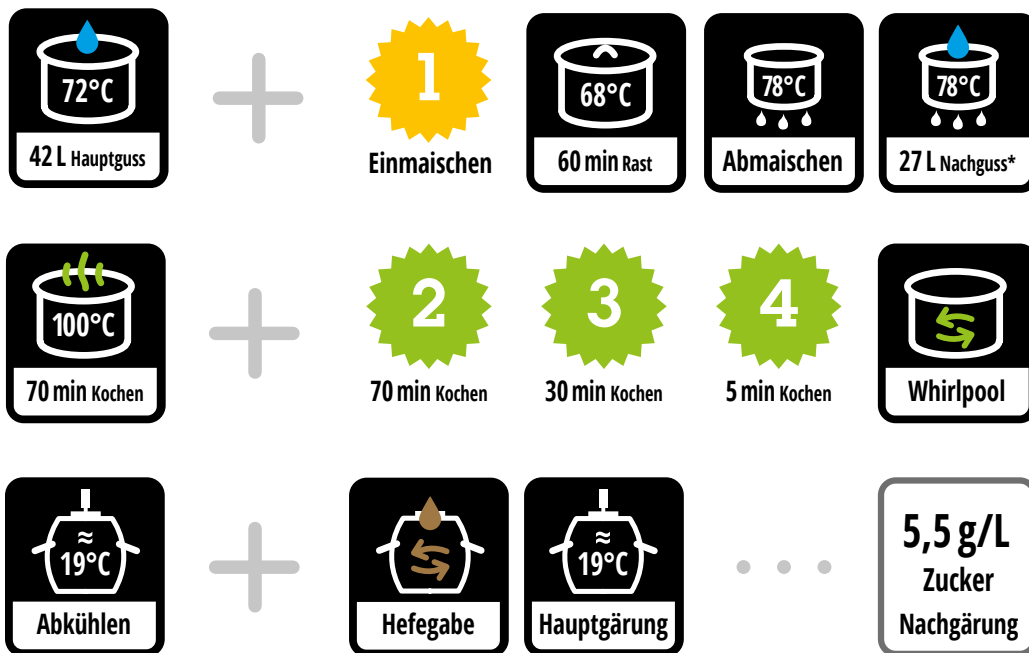 72°C
42 L Hauptguss
1
Einmaischen
68°C
60 min Rast
78°C
Abmaischen
78°C
27 L Nachguss*
100°C
70 min Kochen
2
70 min Kochen
3
30 min Kochen
4
5 min Kochen
Whirlpool
≈
19°C
Abkühlen
Hefegabe
≈
19°C
Hauptgärung
5,5 g/L
Zucker
Nachgärung